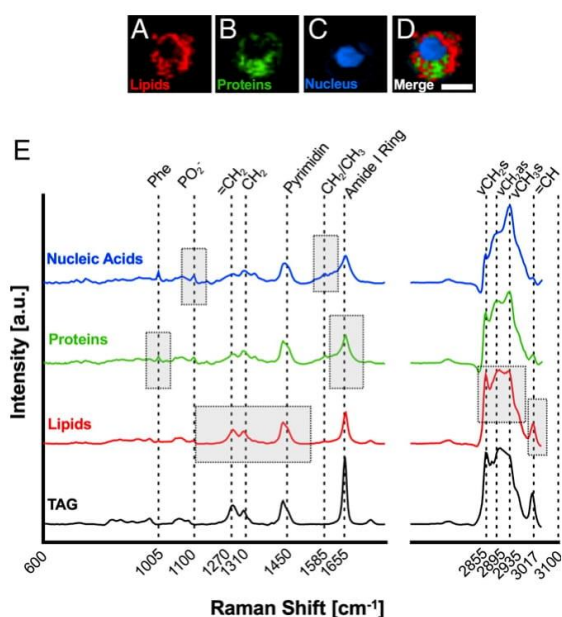 A B C D
Lipids Proteins Nucleus Merge
E
Phe PO₂⁻ =CH₂ CH₂ Pyrimidin CH₂/CH₃ Amide I Ring νCH₂s νCH₂as νCH₃s =CH
Nucleic Acids
Proteins
Lipids
TAG
Intensity [a.u.]
600 1005 1100 1270 1310 1450 1585 1655 2855 2895 2935 3017 3100
Raman Shift [cm⁻¹]